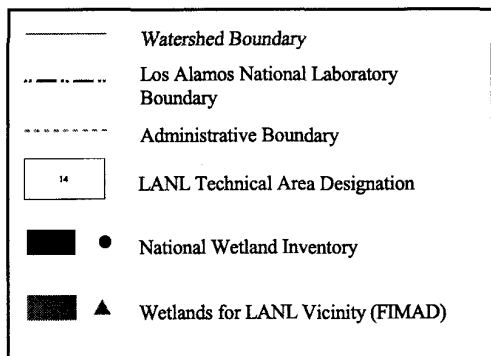 Watershed Boundary
Los Alamos National Laboratory
Boundary
Administrative Boundary
14
LANL Technical Area Designation
National Wetland Inventory
Wetlands for LANL Vicinity (FIMAD)